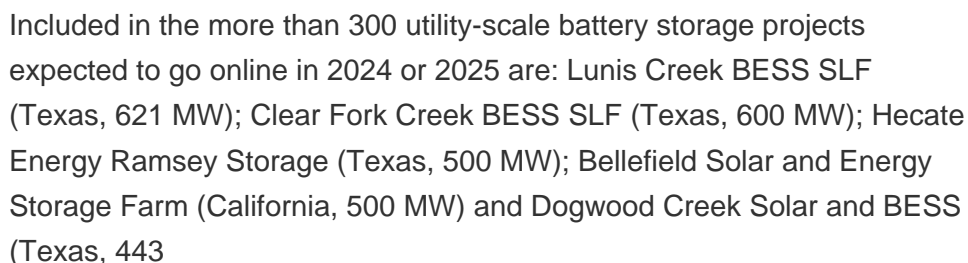 Included in the more than 300 utility-scale battery storage projects
expected to go online in 2024 or 2025 are: Lunis Creek BESS SLF
(Texas, 621 MW); Clear Fork Creek BESS SLF (Texas, 600 MW); Hecate
Energy Ramsey Storage (Texas, 500 MW); Bellefield Solar and Energy
Storage Farm (California, 500 MW) and Dogwood Creek Solar and BESS
(Texas, 443